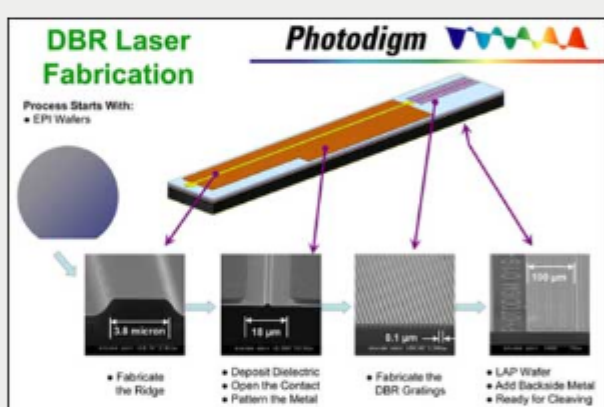 DBR Laser
Fabrication
Photodigm
Process Starts With:
● EPI Wafers
3.8 micron
18 µm
0.1 µm
100 µm
● Fabricate
the Ridge
● Deposit Dielectric
● Open the Contact
● Pattern the Metal
● Fabricate the
DBR Gratings
● LAP Wafer
● Add Backside Metal
● Ready for Cleaving